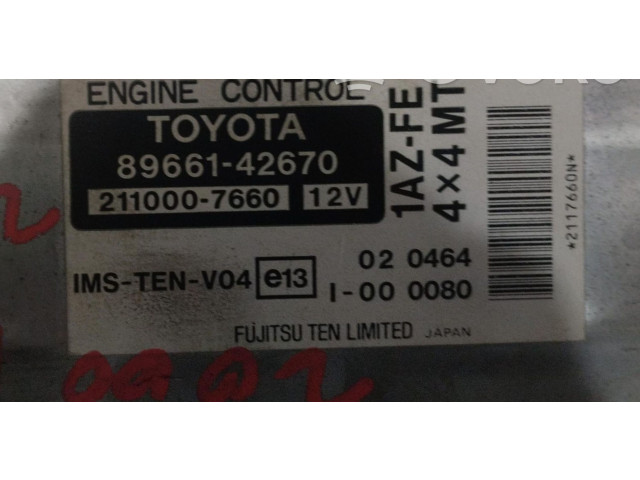 ENGINE CONTROL
TOYOTA
89661-42670
211000-7660 12V
1AZ-FE
4×4 MT
*2117660N*
IMS-TEN-V04 e13 02 0464
I-00 0080
FUJITSU TEN LIMITED JAPAN
0902